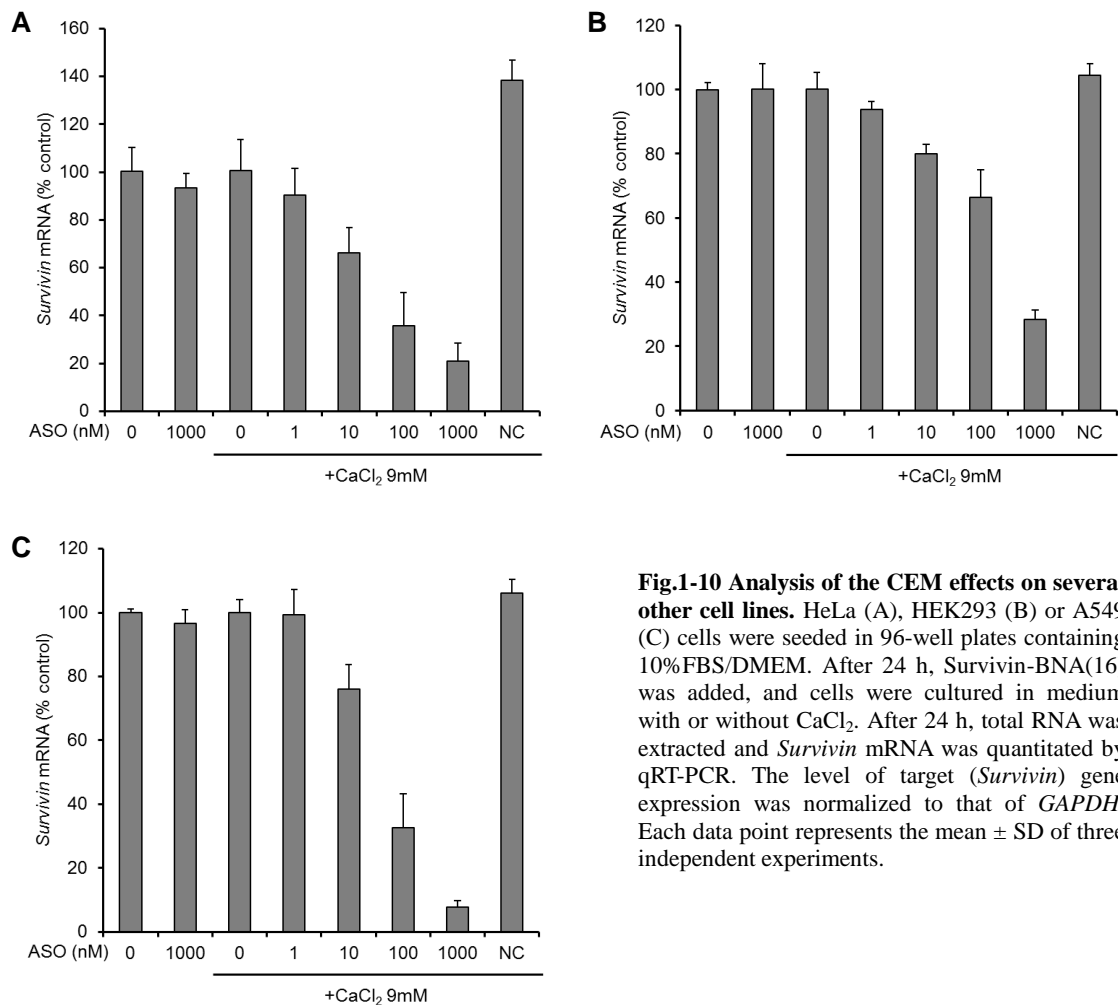 A
160
140
120
100
80
60
40
20
0
Survivin mRNA (% control)
ASO (nM) 0 1000 0 1 10 100 1000 NC
+CaCl₂ 9mM
B
120
100
80
60
40
20
0
Survivin mRNA (% control)
ASO (nM) 0 1000 0 1 10 100 1000 NC
+CaCl₂ 9mM
C
120
100
80
60
40
20
0
Survivin mRNA (% control)
ASO (nM) 0 1000 0 1 10 100 1000 NC
+CaCl₂ 9mM
Fig.1-10 Analysis of the CEM effects on several
other cell lines. HeLa (A), HEK293 (B) or A549
(C) cells were seeded in 96-well plates containing
10%FBS/DMEM. After 24 h, Survivin-BNA(16)
was added, and cells were cultured in medium
with or without CaCl₂. After 24 h, total RNA was
extracted and Survivin mRNA was quantitated by
qRT-PCR. The level of target (Survivin) gene
expression was normalized to that of GAPDH.
Each data point represents the mean ± SD of three
independent experiments.